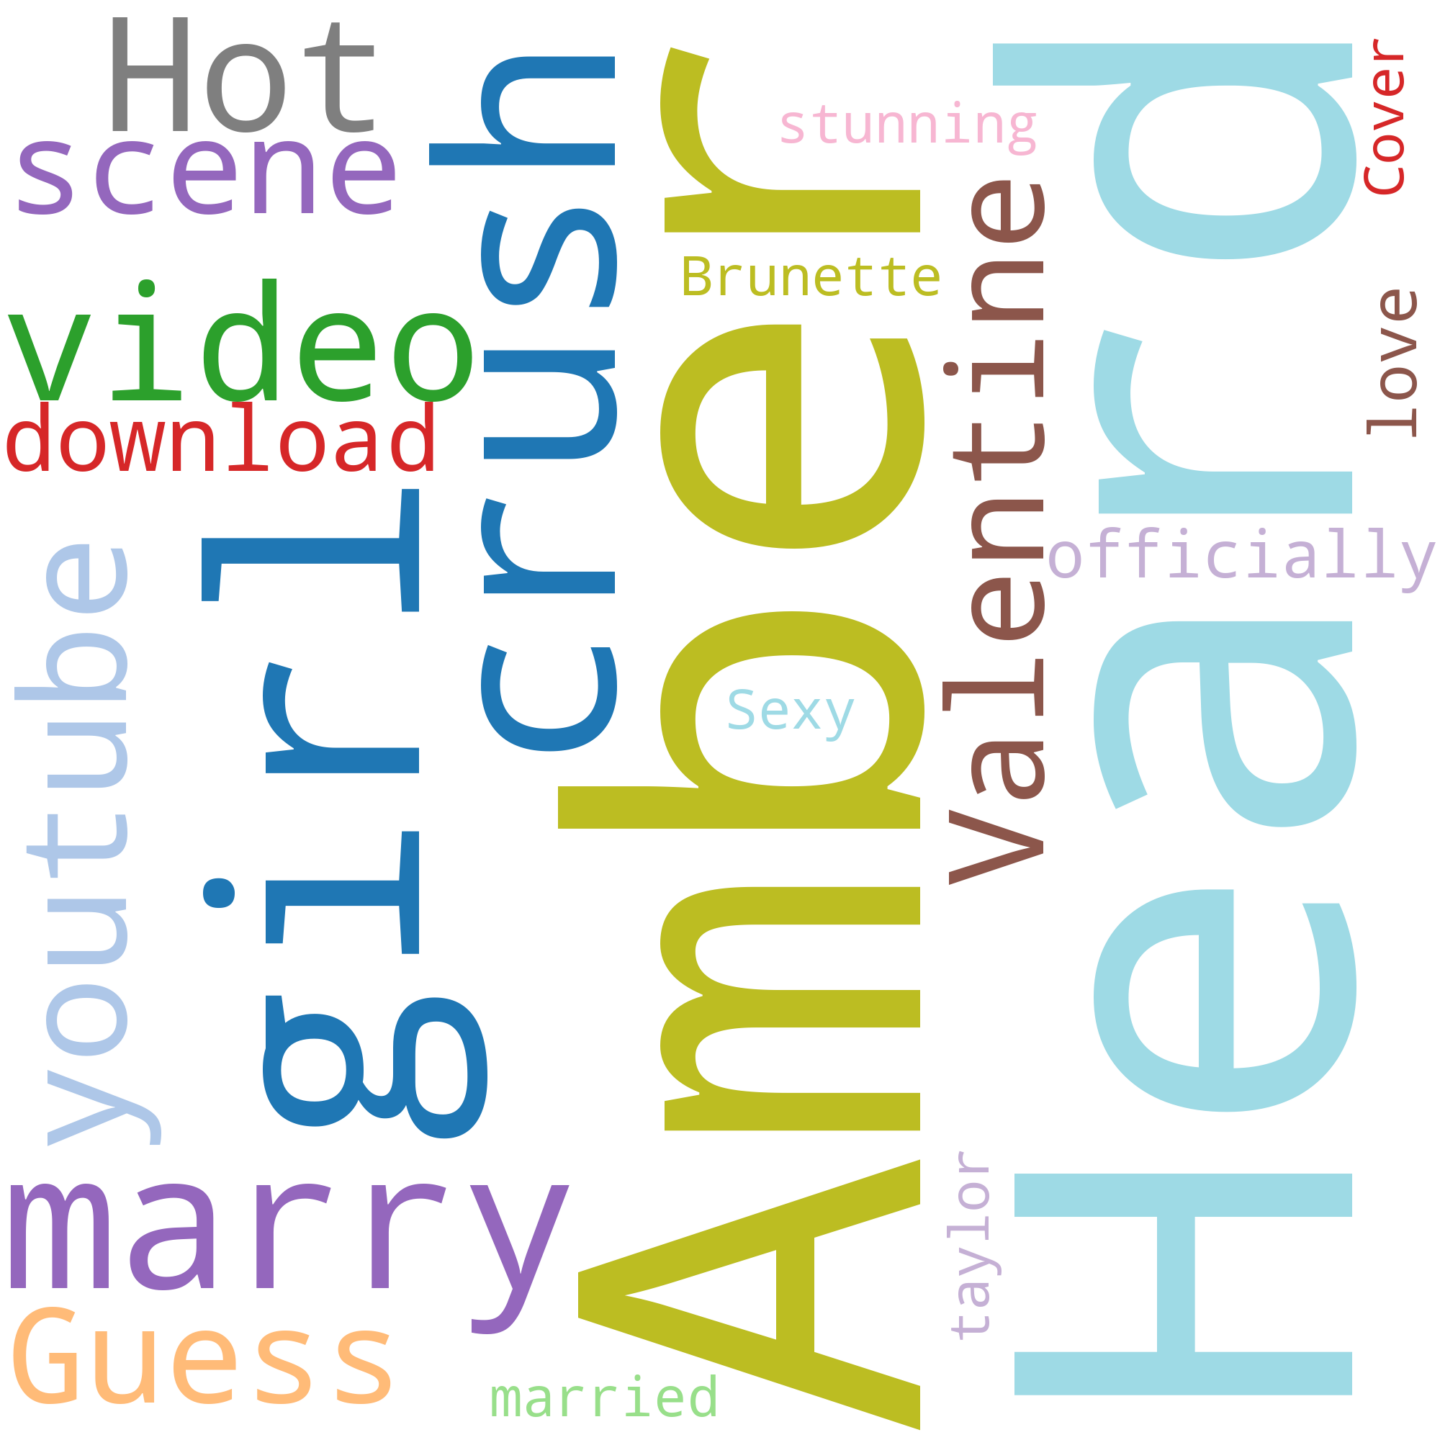 Hot
scene
video
download
youtube
girl
crush
marry
Guess
married
Amber
stunning
Brunette
Sexy
Valentine
taylor
Heard
officially
Cover
love